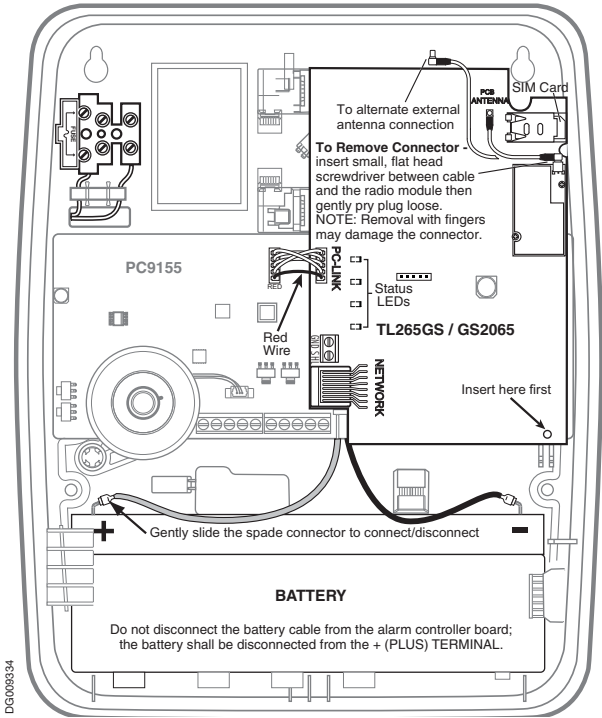 SIM Card
PCB
ANTENNA
To alternate external
antenna connection
To Remove Connector -
insert small, flat head
screwdriver between cable
and the radio module then
gently pry plug loose.
NOTE: Removal with fingers
may damage the connector.
FUSE
PC9155
RED
PC-LINK
Status
LEDs
Red
Wire
TL265GS / GS2065
GND SHL
NETWORK
Insert here first
+
Gently slide the spade connector to connect/disconnect
-
BATTERY
Do not disconnect the battery cable from the alarm controller board;
the battery shall be disconnected from the + (PLUS) TERMINAL.
DG009334